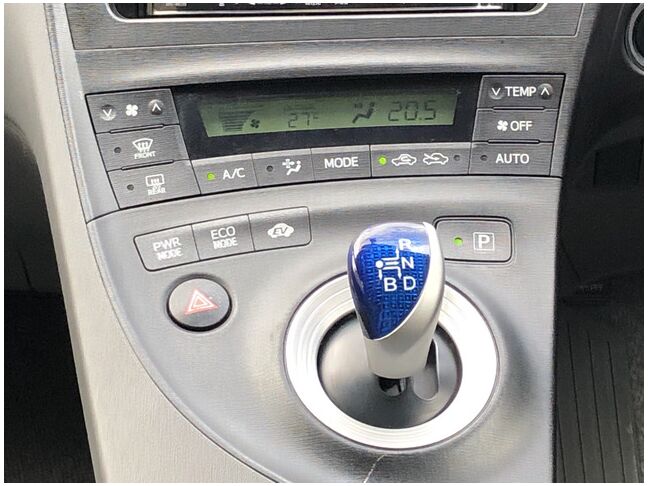 TEMP
27°
20.5
OFF
FRONT
REAR
A/C
MODE
AUTO
PWR
MODE
ECO
MODE
EV
P
R
N
B D